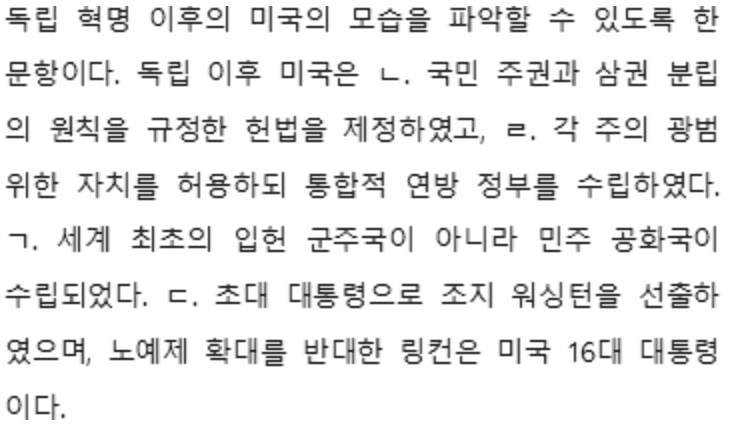 독립 혁명 이후의 미국의 모습을 파악할 수 있도록 한
문항이다. 독립 이후 미국은 ㄴ. 국민 주권과 삼권 분립
의 원칙을 규정한 헌법을 제정하였고, ㄹ. 각 주의 광범
위한 자치를 허용하되 통합적 연방 정부를 수립하였다.
ㄱ. 세계 최초의 입헌 군주국이 아니라 민주 공화국이
수립되었다. ㄷ. 초대 대통령으로 조지 워싱턴을 선출하
였으며, 노예제 확대를 반대한 링컨은 미국 16대 대통령
이다.